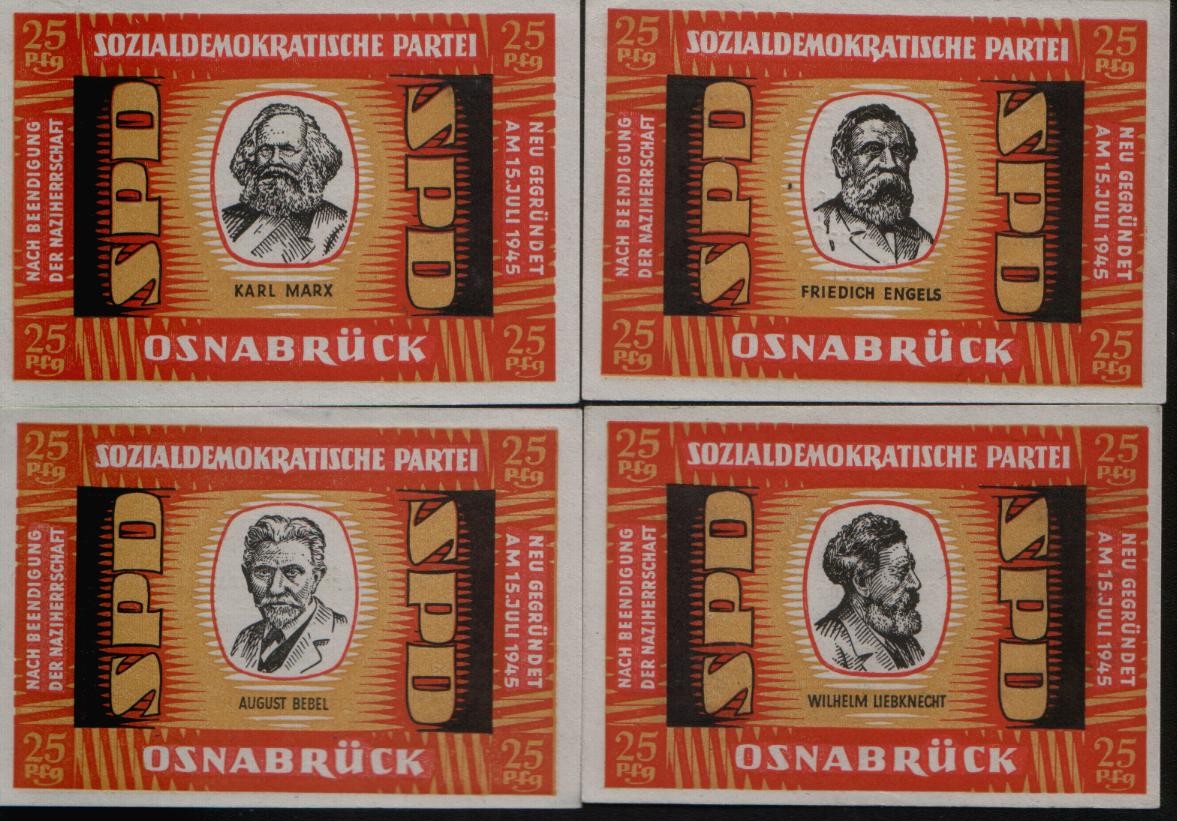 25 Pfg
SOZIALDEMOKRATISCHE PARTEI
25 Pfg
NACH BEENDIGUNG
DER NAZIHERRSCHAFT
SPD
KARL MARX
SPD
NEU GEGRÜNDET
AM 15.JULI 1945
25 Pfg
OSNABRÜCK
25 Pfg
25 Pfg
SOZIALDEMOKRATISCHE PARTEI
25 Pfg
NACH BEENDIGUNG
DER NAZIHERRSCHAFT
SPD
FRIEDICH ENGELS
SPD
NEU GEGRÜNDET
AM 15.JULI 1945
25 Pfg
OSNABRÜCK
25 Pfg
25 Pfg
SOZIALDEMOKRATISCHE PARTEI
25 Pfg
NACH BEENDIGUNG
DER NAZIHERRSCHAFT
SPD
AUGUST BEBEL
SPD
NEU GEGRÜNDET
AM 15.JULI 1945
25 Pfg
OSNABRÜCK
25 Pfg
25 Pfg
SOZIALDEMOKRATISCHE PARTEI
25 Pfg
NACH BEENDIGUNG
DER NAZIHERRSCHAFT
SPD
WILHELM LIEBKNECHT
SPD
NEU GEGRÜNDET
AM 15.JULI 1945
25 Pfg
OSNABRÜCK
25 Pfg